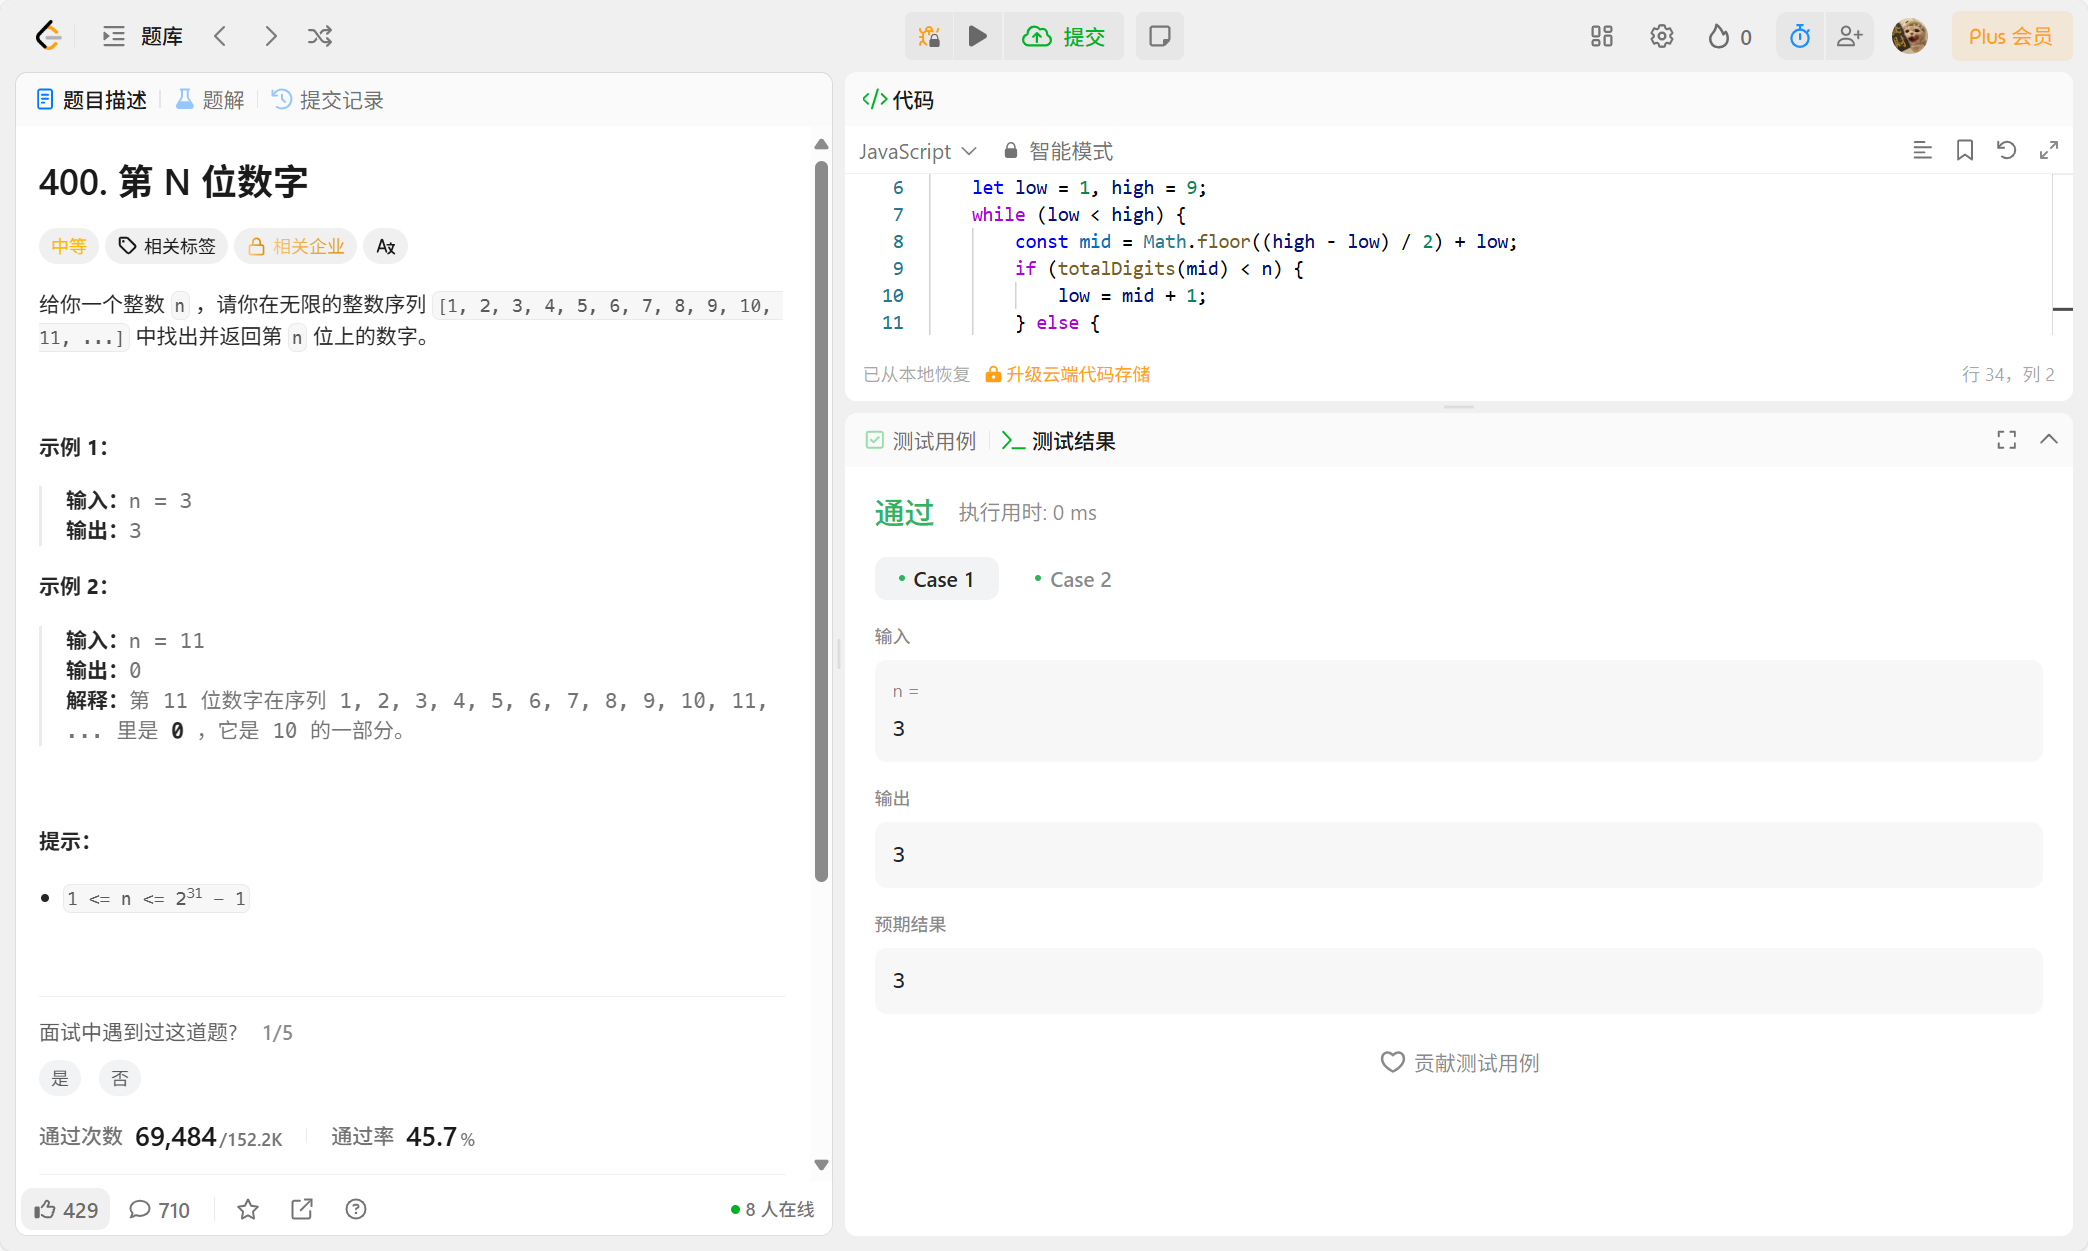 题库
提交
0
Plus 会员
题目描述
题解
提交记录
400. 第 N 位数字
中等
相关标签
相关企业
给你一个整数 n ，请你在无限的整数序列 [1, 2, 3, 4, 5, 6, 7, 8, 9, 10,
11, ...] 中找出并返回第 n 位上的数字。
示例 1：
输入：n = 3
输出：3
示例 2：
输入：n = 11
输出：0
解释：第 11 位数字在序列 1, 2, 3, 4, 5, 6, 7, 8, 9, 10, 11,
... 里是 0 ，它是 10 的一部分。
提示：
1 <= n <= 2³¹ - 1
面试中遇到过这道题? 1/5
是
否
通过次数 69,484/152.2K
通过率 45.7%
429
710
8 人在线
代码
JavaScript
智能模式
6 let low = 1, high = 9;
7 while (low < high) {
8 const mid = Math.floor((high - low) / 2) + low;
9 if (totalDigits(mid) < n) {
10 low = mid + 1;
11 } else {
已从本地恢复
升级云端代码存储
行 34，列 2
测试用例
测试结果
通过
执行用时: 0 ms
Case 1
Case 2
输入
n =
3
输出
3
预期结果
3
贡献测试用例